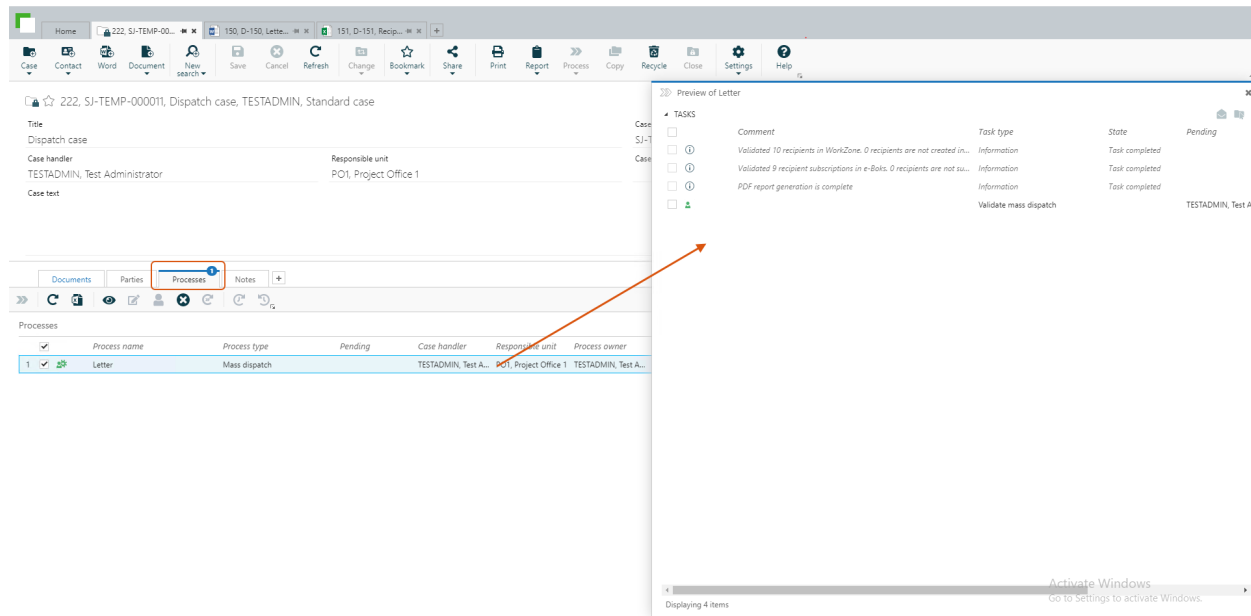 Home 222, SJ-TEMP-00... 150, D-150, Lette... 151, D-151, Recip...
Case Contact Word Document New search Save Cancel Refresh Change Bookmark Share Print Report Process Copy Recycle Close Settings Help
222, SJ-TEMP-000011, Dispatch case, TESTADMIN, Standard case
Title Case
Dispatch case SJ-T
Case handler Responsible unit Case
TESTADMIN, Test Administrator PO1, Project Office 1
Case text
Documents Parties Processes 1 Notes
Processes
Process name Process type Pending Case handler Responsible unit Process owner
1 Letter Mass dispatch TESTADMIN, Test A... PO1, Project Office 1 TESTADMIN, Test A...
Preview of Letter
TASKS
Comment Task type State Pending
Validated 10 recipients in WorkZone. 0 recipients are not created in... Information Task completed
Validated 9 recipient subscriptions in e-Boks. 0 recipients are not su... Information Task completed
PDF report generation is complete Information Task completed
Validate mass dispatch TESTADMIN, Test A
Activate Windows
Go to Settings to activate Windows.
Displaying 4 items